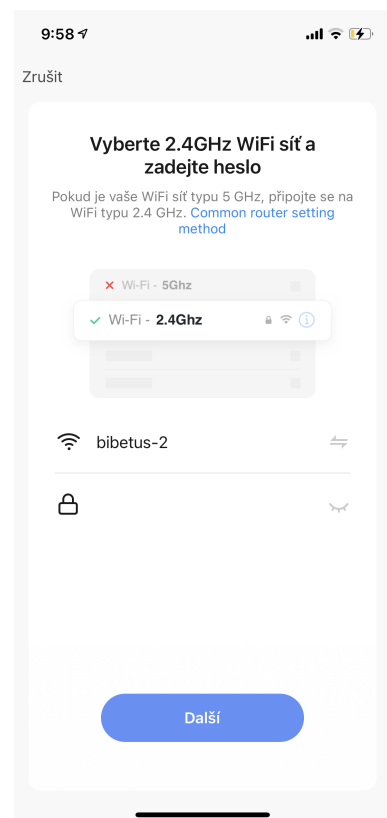 9:58
Zrušit
Vyberte 2.4GHz WiFi síť a
zadejte heslo
Pokud je vaše WiFi síť typu 5 GHz, připojte se na
WiFi typu 2.4 GHz. Common router setting
method
Wi-Fi - 5Ghz
Wi-Fi - 2.4Ghz
bibetus-2
Další